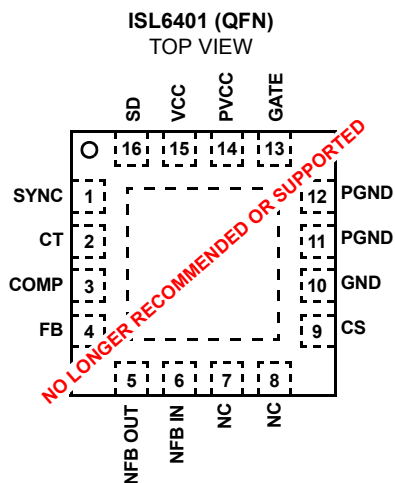 ISL6401 (QFN)
TOP VIEW
SD
VCC
PVCC
GATE
16
15
14
13
SYNC
1
CT
2
COMP
3
FB
4
12
PGND
11
PGND
10
GND
9
CS
5
6
7
8
NFB OUT
NFB IN
NC
NC
NO LONGER RECOMMENDED OR SUPPORTED